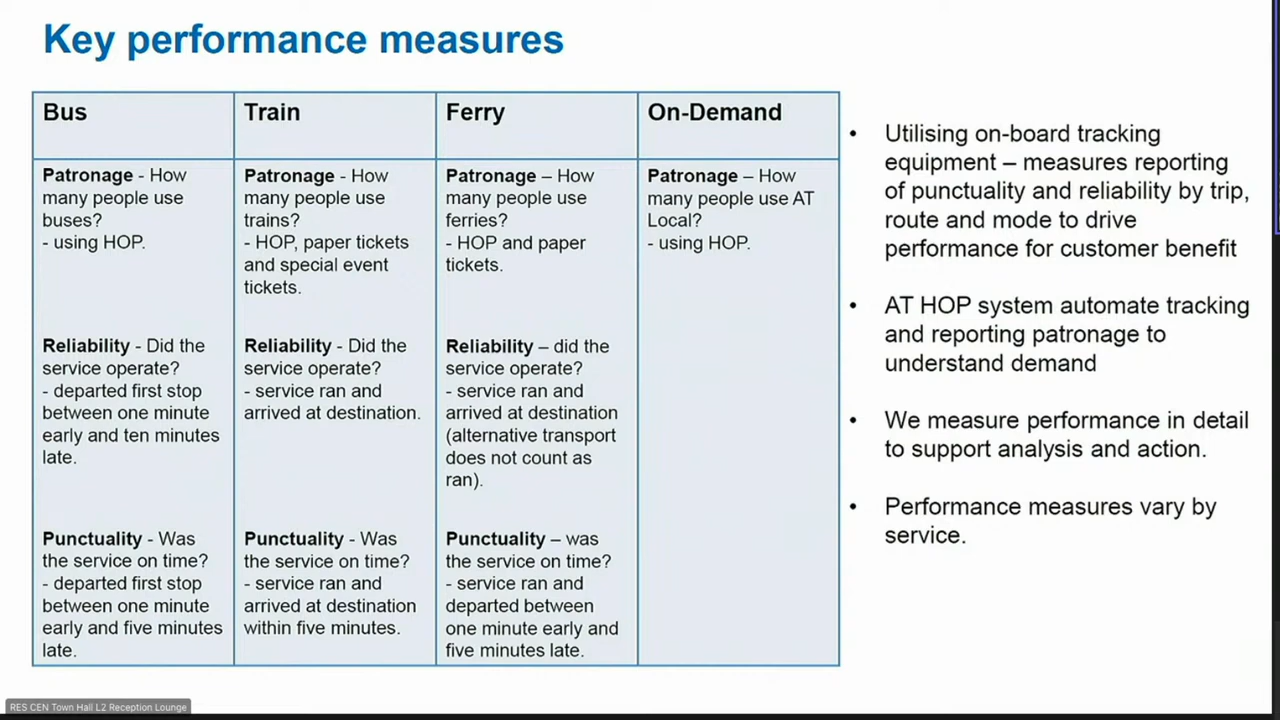 Key performance measures
Bus
Patronage - How
many people use
buses?
- using HOP.
Reliability - Did the
service operate?
- departed first stop
between one minute
early and ten minutes
late.
Punctuality - Was
the service on time?
- departed first stop
between one minute
early and five minutes
late.
Train
Patronage - How
many people use
trains?
- HOP, paper tickets
and special event
tickets.
Reliability - Did the
service operate?
- service ran and
arrived at destination.
Punctuality - Was
the service on time?
- service ran and
arrived at destination
within five minutes.
Ferry
Patronage – How
many people use
ferries?
- HOP and paper
tickets.
Reliability – did the
service operate?
- service ran and
arrived at destination
(alternative transport
does not count as
ran).
Punctuality – was
the service on time?
- service ran and
departed between
one minute early and
five minutes late.
On-Demand
Patronage – How
many people use AT
Local?
- using HOP.
• Utilising on-board tracking
equipment – measures reporting
of punctuality and reliability by trip,
route and mode to drive
performance for customer benefit
• AT HOP system automate tracking
and reporting patronage to
understand demand
• We measure performance in detail
to support analysis and action.
• Performance measures vary by
service.
RES CEN Town Hall L2 Reception Lounge